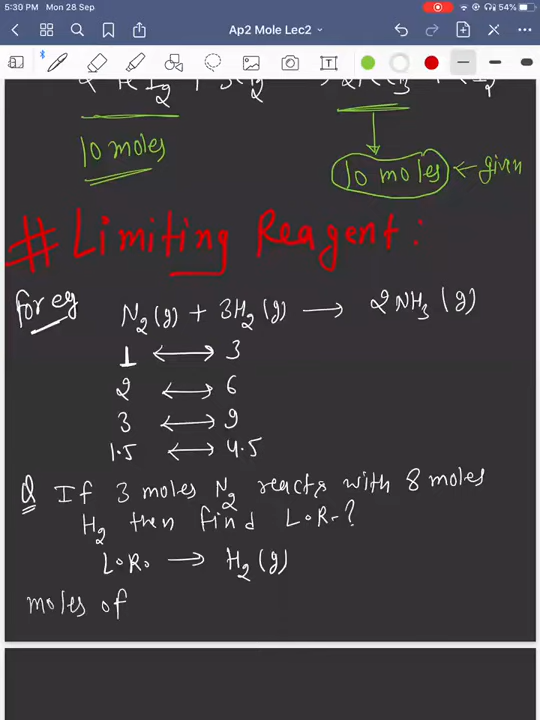 5:30 PM Mon 28 Sep
54%
Ap2 Mole Lec2
10 moles
10 moles ← given
# Limiting Reagent:
For eg
N₂(g) + 3H₂(g) → 2NH₃(g)
1 ↔ 3
2 ↔ 6
3 ↔ 9
1.5 ↔ 4.5
Q If 3 moles N₂ reacts with 8 moles
H₂ then find L.R.?
L.R. → H₂(g)
moles of